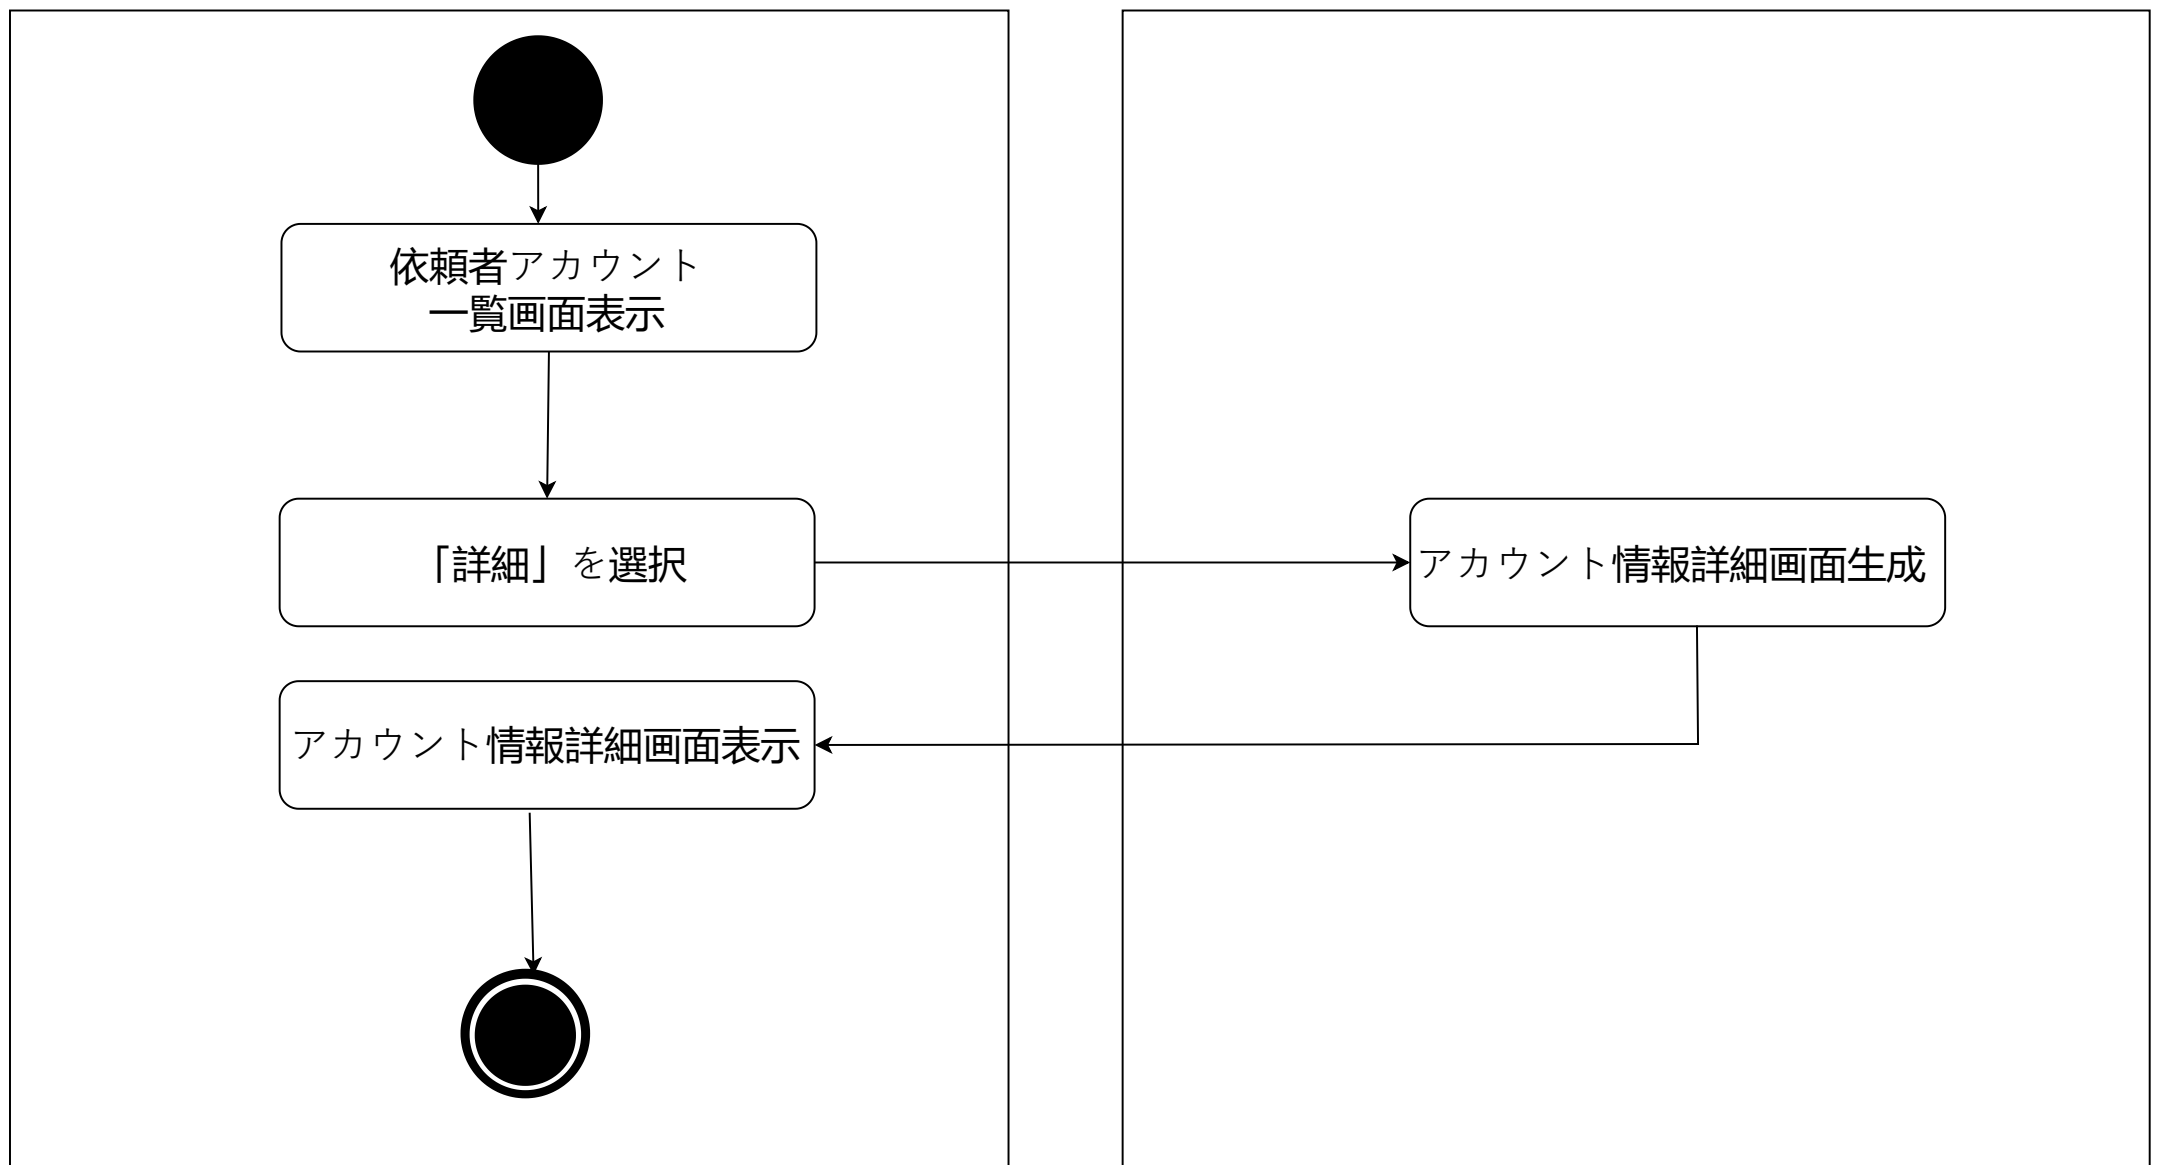 依頼者アカウント
一覧画面表示
「詳細」を選択
アカウント情報詳細画面生成
アカウント情報詳細画面表示